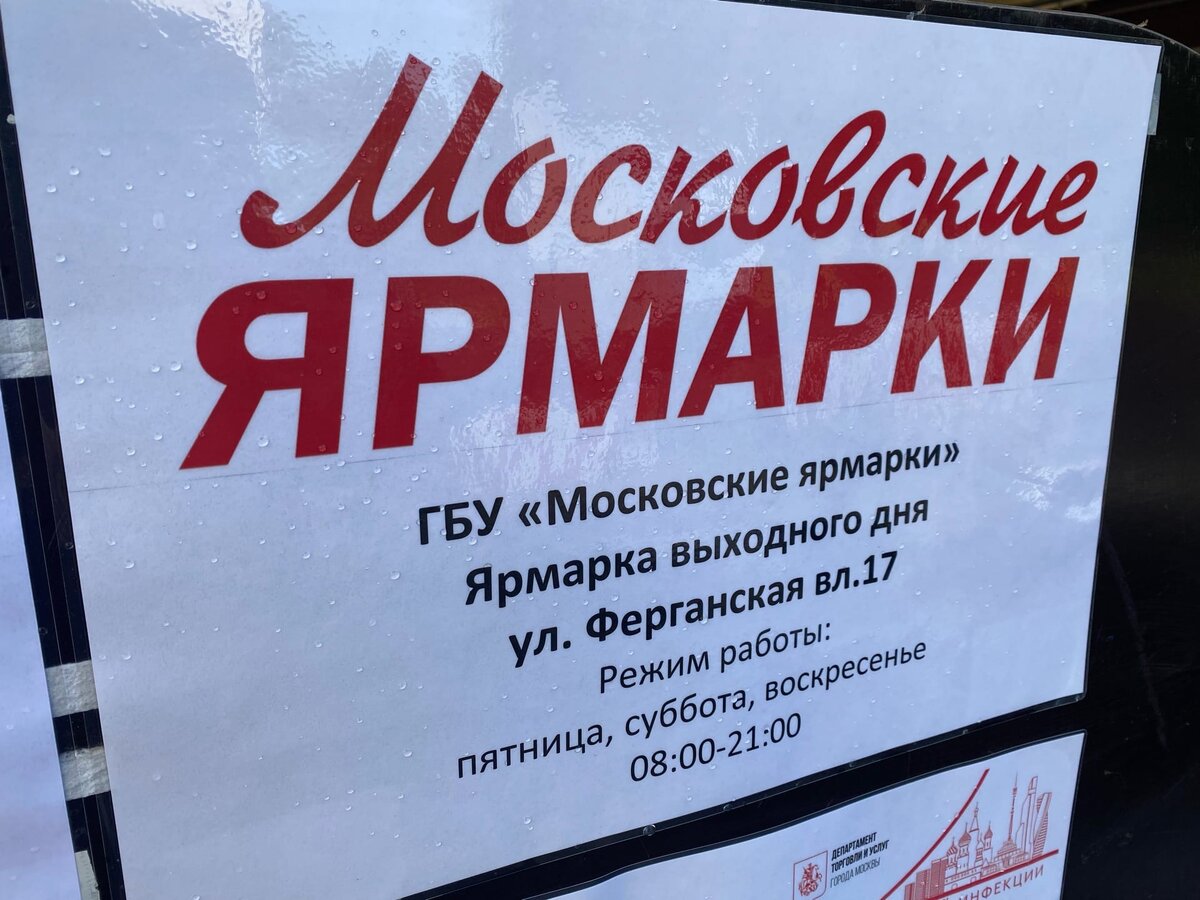 Московские
ЯРМАРКИ
ГБУ «Московские ярмарки»
Ярмарка выходного дня
ул. Ферганская вл.17
Режим работы:
пятница, суббота, воскресенье
08:00-21:00
ДЕПАРТАМЕНТ
ТОРГОВЛИ И УСЛУГ
ГОРОДА МОСКВЫ
ИНФЕКЦИИ